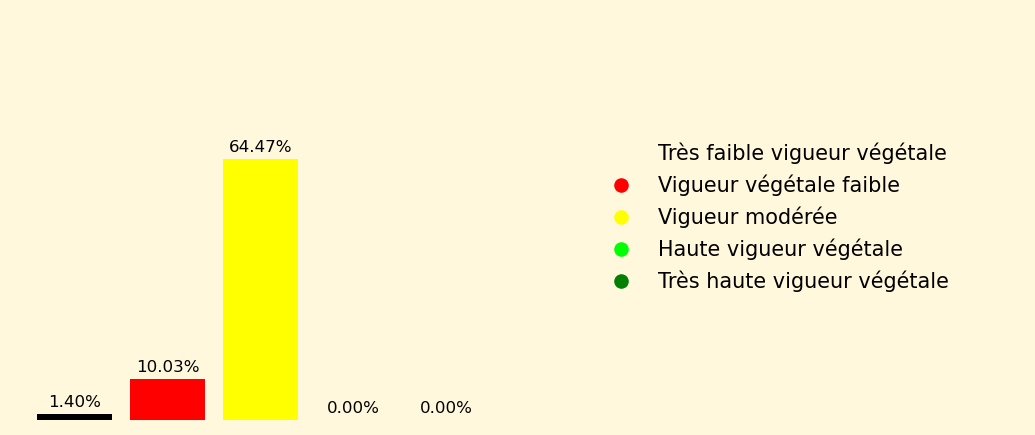 64.47%
10.03%
1.40%
0.00%
0.00%
Très faible vigueur végétale
Vigueur végétale faible
Vigueur modérée
Haute vigueur végétale
Très haute vigueur végétale